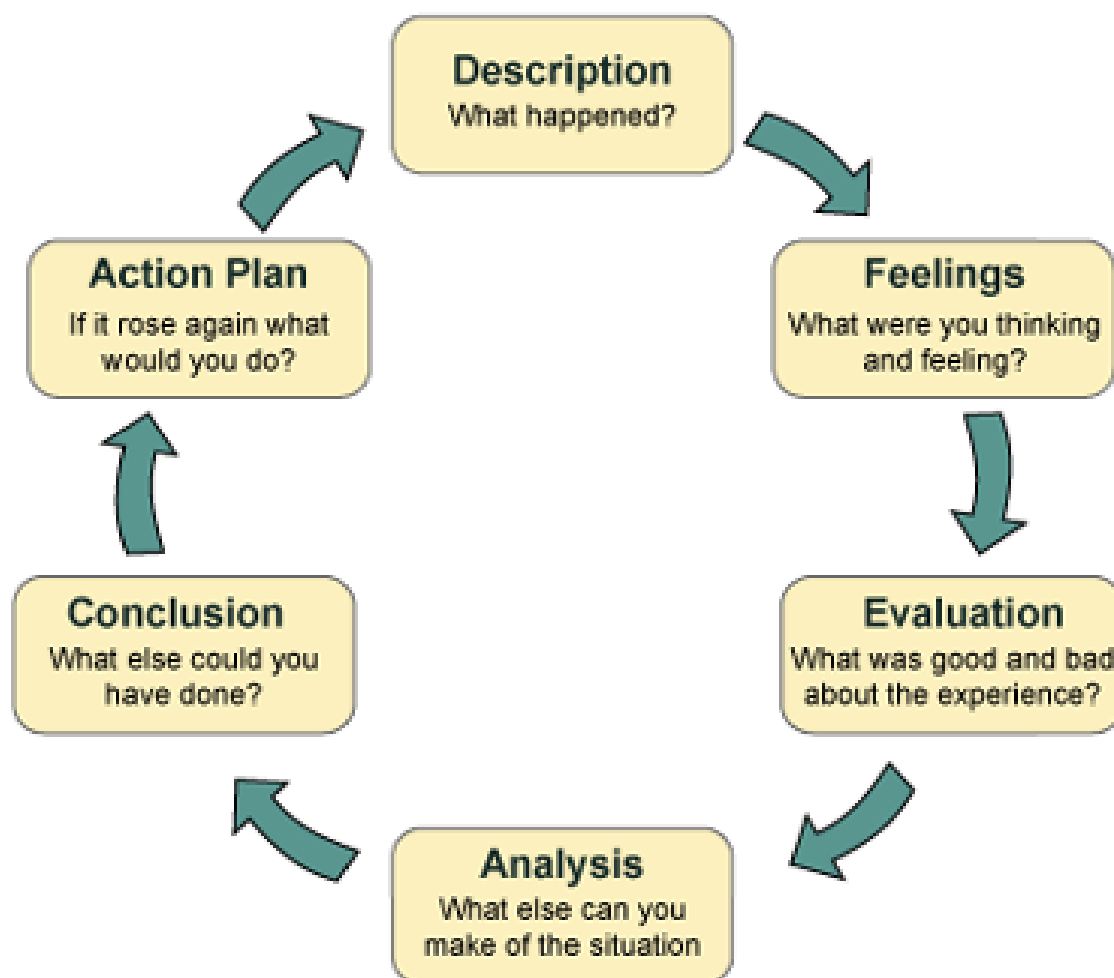 Description
What happened?
Feelings
What were you thinking
and feeling?
Evaluation
What was good and bad
about the experience?
Analysis
What else can you
make of the situation
Conclusion
What else could you
have done?
Action Plan
If it rose again what
would you do?